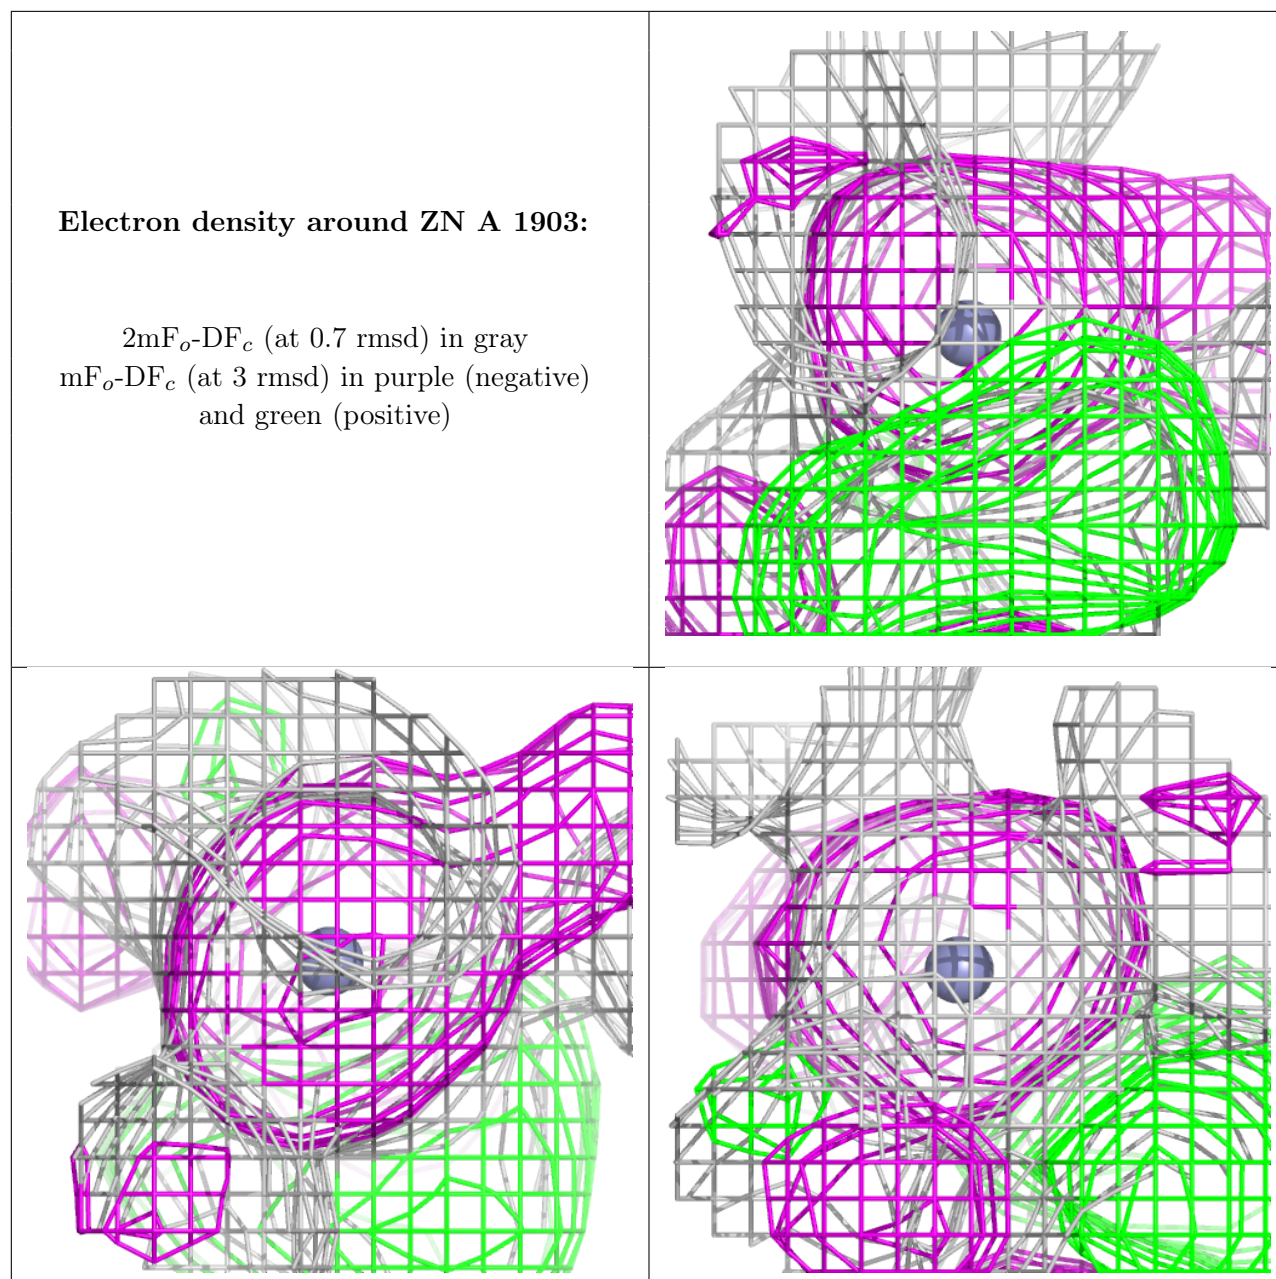 Electron density around ZN A 1903:
2mFo-DFc (at 0.7 rmsd) in gray
mFo-DFc (at 3 rmsd) in purple (negative)
and green (positive)